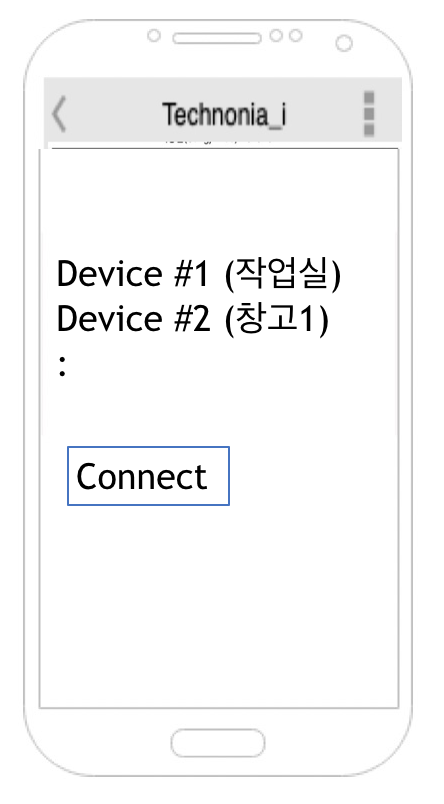 Technonia_i
Device #1 (작업실)
Device #2 (창고1)
:
Connect